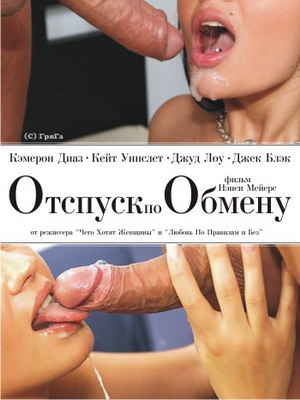 (С) ГряГа
Кэмерон Диаз · Кейт Уинслет · Джуд Лоу · Джек Блэк
фильм
Нэнси Мейерс
Отспуск по Обмену
от режиссера "Чего Хотят Женщины" и "Любовь По Правилам и Без"